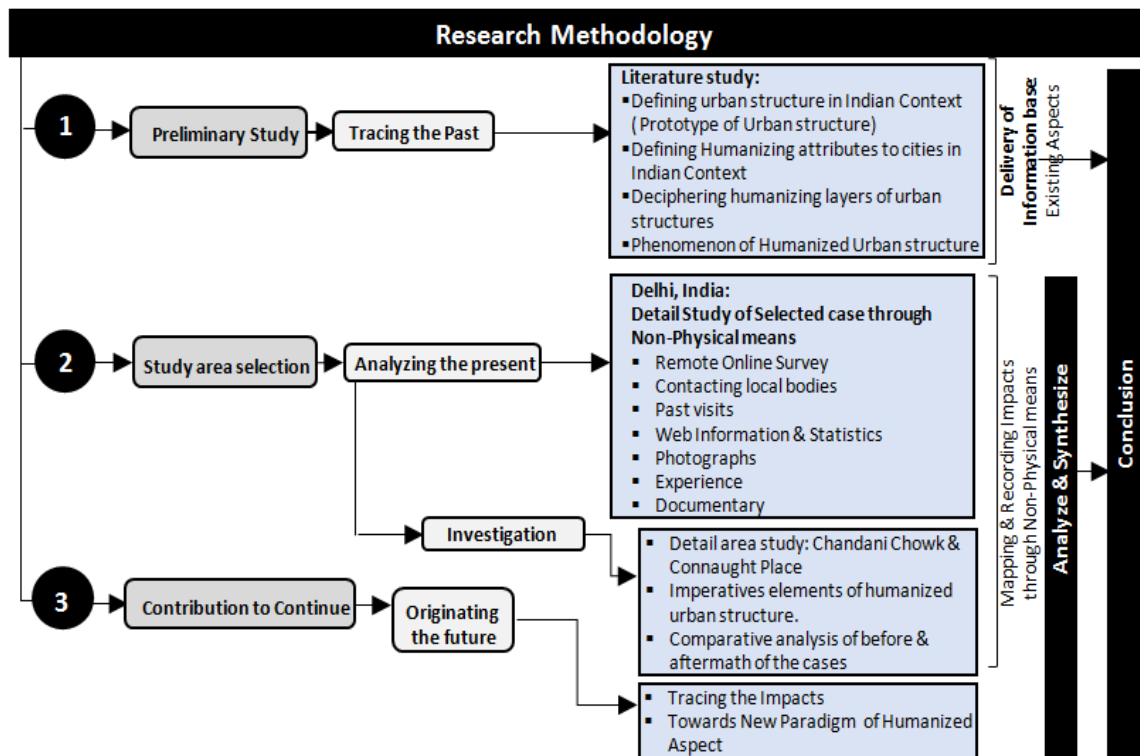 Research Methodology
1
Preliminary Study
Tracing the Past
Literature study:
▪Defining urban structure in Indian Context
( Prototype of Urban structure)
▪Defining Humanizing attributes to cities in
Indian Context
▪Deciphering humanizing layers of urban
structures
▪Phenomenon of Humanized Urban structure
Delivery of
Information base:
Existing Aspects
2
Study area selection
Analyzing the present
Delhi, India:
Detail Study of Selected case through
Non-Physical means
▪ Remote Online Survey
▪ Contacting local bodies
▪ Past visits
▪ Web Information & Statistics
▪ Photographs
▪ Experience
▪ Documentary
Investigation
▪ Detail area study: Chandani Chowk &
Connaught Place
▪ Imperatives elements of humanized
urban structure.
▪ Comparative analysis of before &
aftermath of the cases
Mapping & Recording Impacts
through Non-Physical means
Analyze & Synthesize
Conclusion
3
Contribution to Continue
Originating
the future
▪ Tracing the Impacts
▪ Towards New Paradigm of Humanized
Aspect